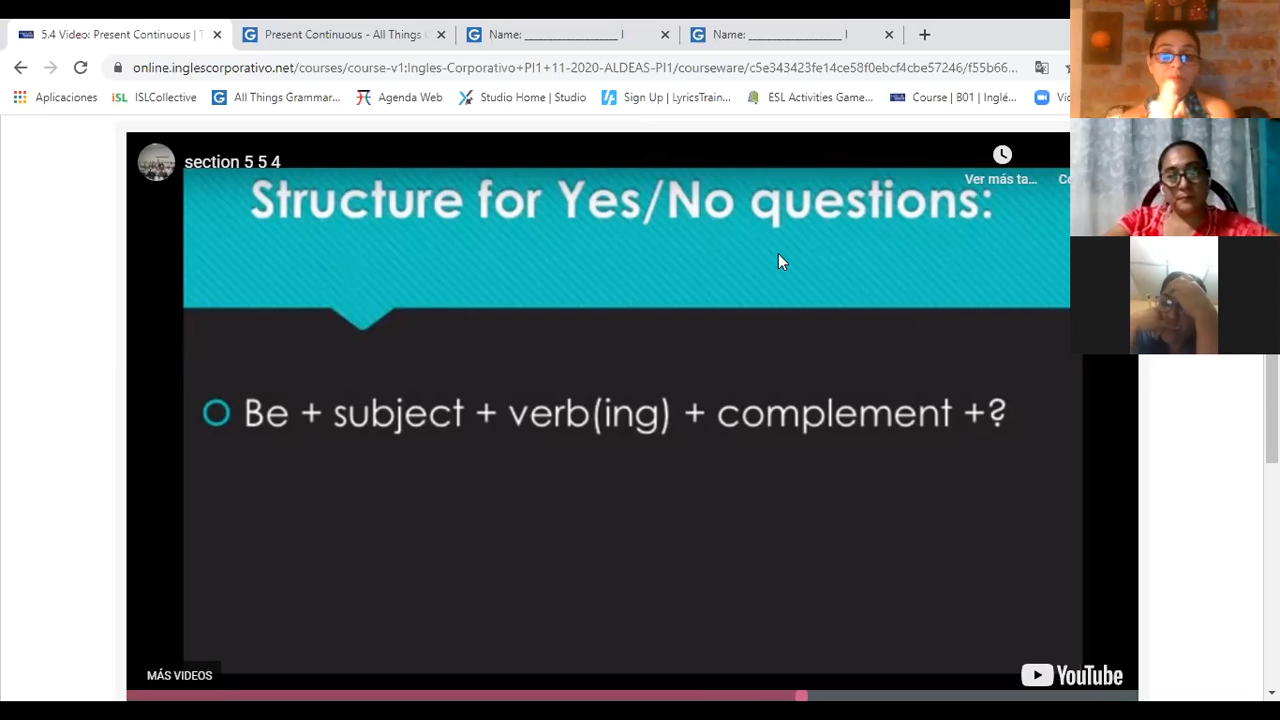 5.4 Video: Present Continuous | T
Present Continuous - All Things
Name: ____________________ I
Name: ____________________ I
online.inglescorporativo.net/courses/course-v1:Ingles-Corporativo+PI1+11-2020-ALDEAS-PI1/courseware/c5e343423fe14ce58f0ebcf4cbe57246/f55b66...
Aplicaciones
ISLCollective
All Things Grammar...
Agenda Web
Studio Home | Studio
Sign Up | LyricsTrain...
ESL Activities Game...
Course | B01 | Inglé...
section 5 5 4
Ver más ta...
Structure for Yes/No questions:
Be + subject + verb(ing) + complement +?
MÁS VIDEOS
YouTube